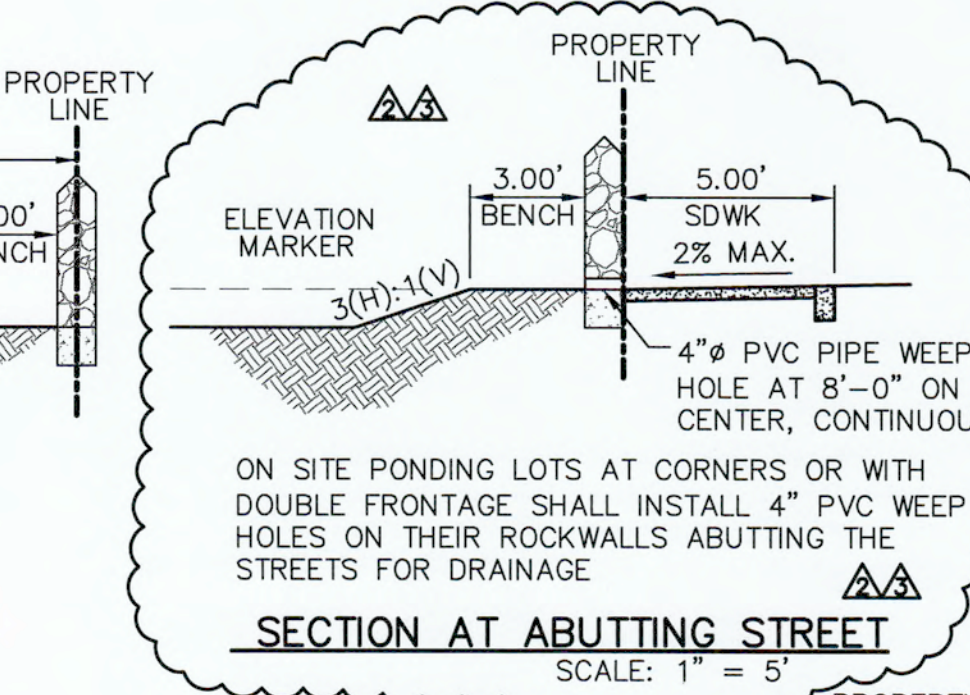 PROPERTY
LINE
00'
NCH
PROPERTY
LINE
2 3
3.00'
BENCH
5.00'
SDWK
2% MAX.
ELEVATION
MARKER
3(H): 1(V)
4"ø PVC PIPE WEEP
HOLE AT 8'-0" ON
CENTER, CONTINUOU
ON SITE PONDING LOTS AT CORNERS OR WITH
DOUBLE FRONTAGE SHALL INSTALL 4" PVC WEEP
HOLES ON THEIR ROCKWALLS ABUTTING THE
STREETS FOR DRAINAGE
2 3
SECTION AT ABUTTING STREET
SCALE: 1" = 5'